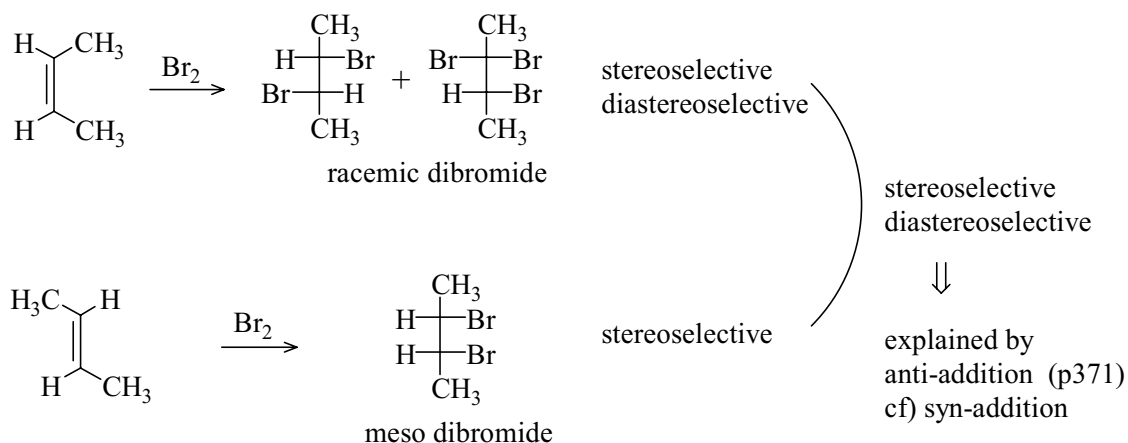 H CH₃
H CH₃
Br₂
CH₃
H Br
Br H
CH₃
+
CH₃
Br Br
H Br
CH₃
racemic dibromide
stereoselective
diastereoselective
H₃C H
H CH₃
Br₂
CH₃
H Br
H Br
CH₃
meso dibromide
stereoselective
stereoselective
diastereoselective
⇓
explained by
anti-addition (p371)
cf) syn-addition